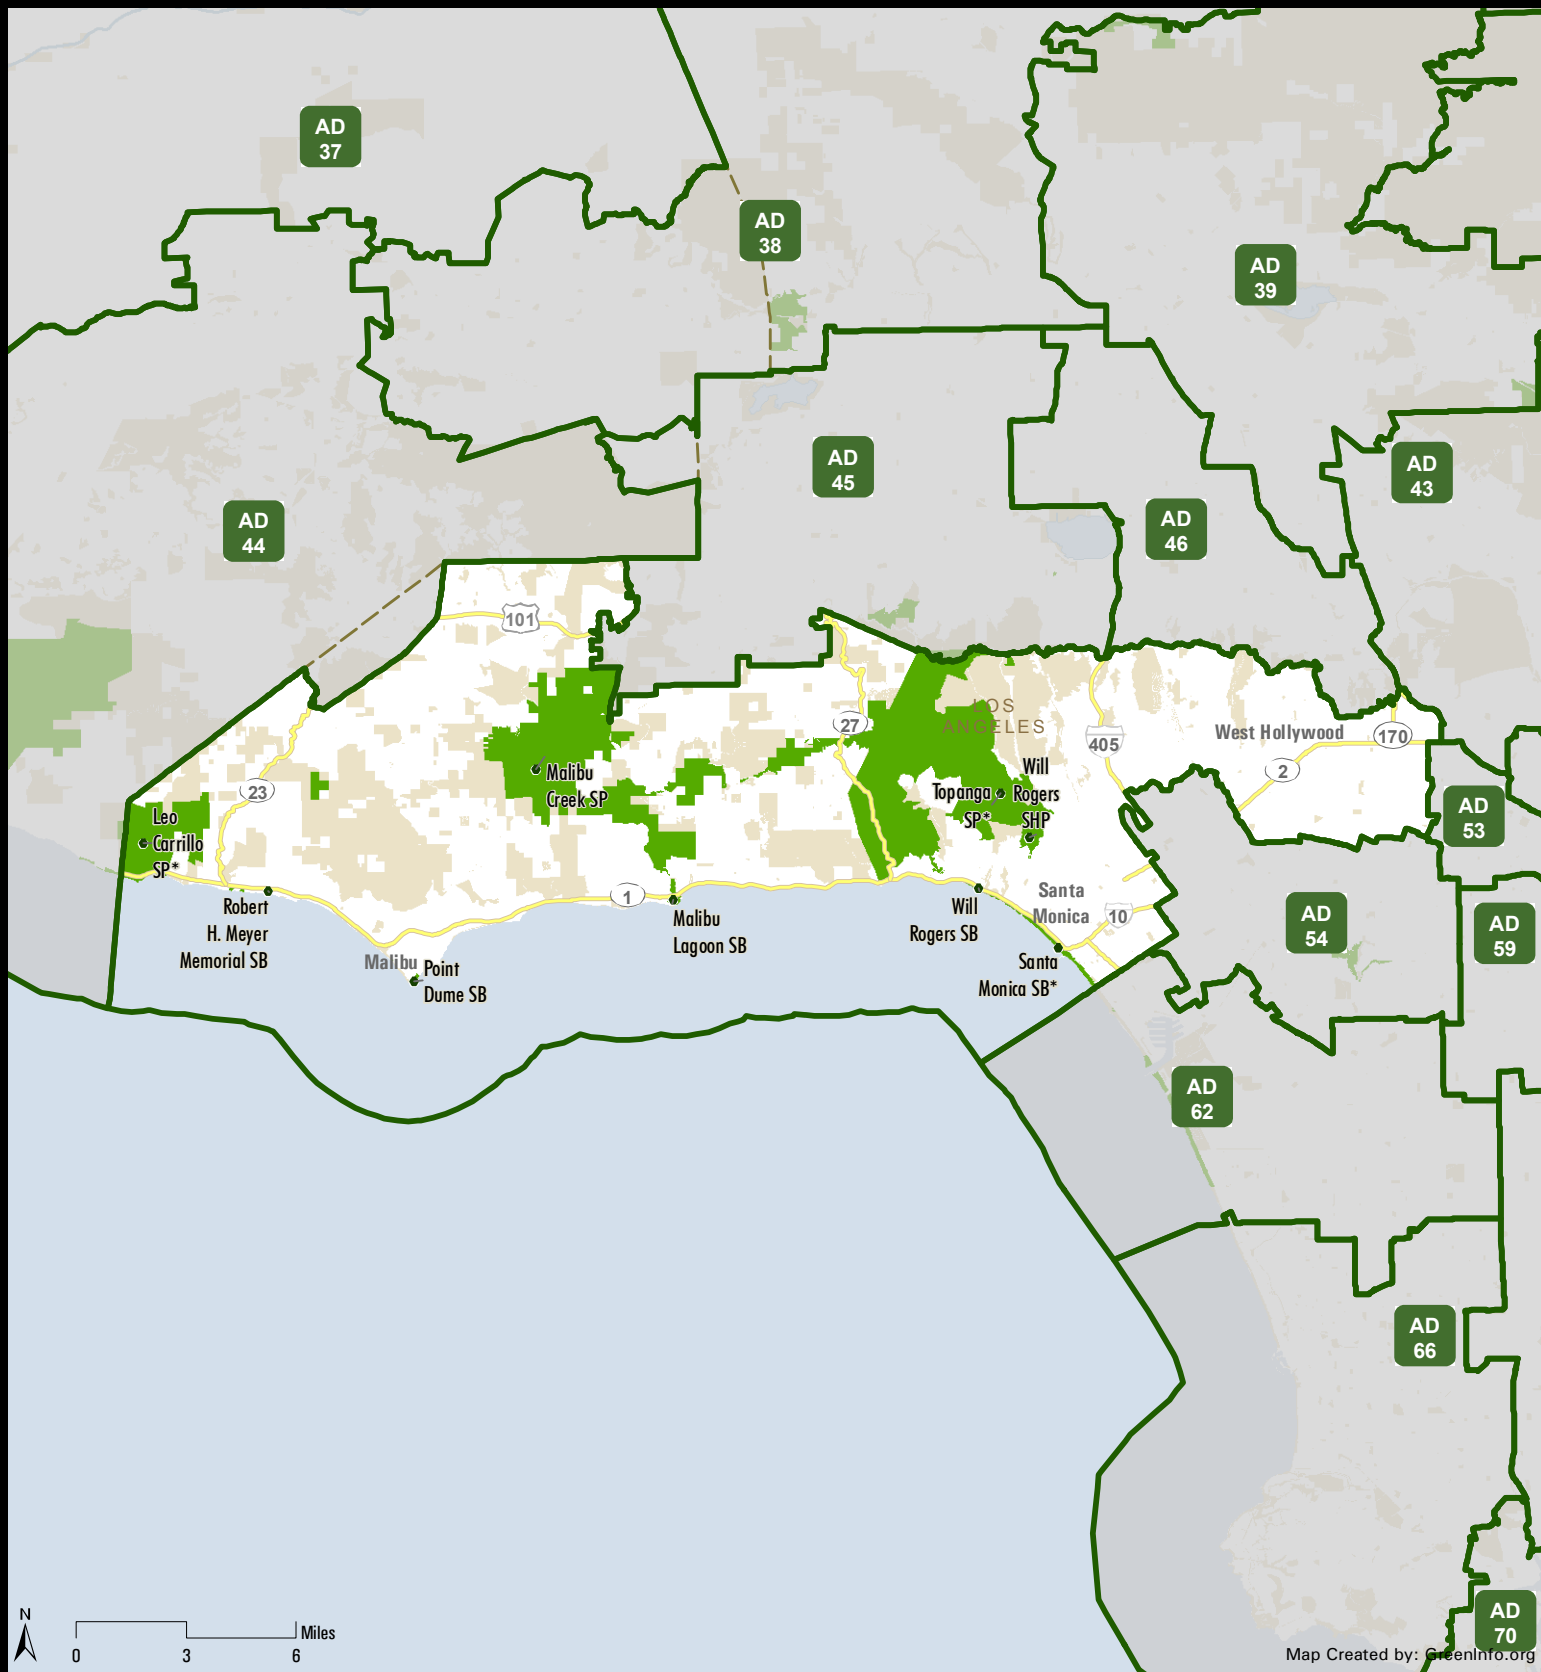 AD
37
AD
38
AD
39
AD
45
AD
43
AD
44
AD
46
101
LOS
ANGELES
27
405
West Hollywood
170
2
Malibu
Creek SP
Will
Rogers
SHP
Topanga
SP*
23
Leo
Carrillo
SP*
AD
53
Robert
H. Meyer
Memorial SB
1
Malibu
Lagoon SB
Will
Rogers SB
Santa
Monica
10
AD
54
AD
59
Malibu
Point
Dume SB
Santa
Monica SB*
AD
62
AD
66
AD
70
N
0
3
6
Miles
Map Created by: GreenInfo.org